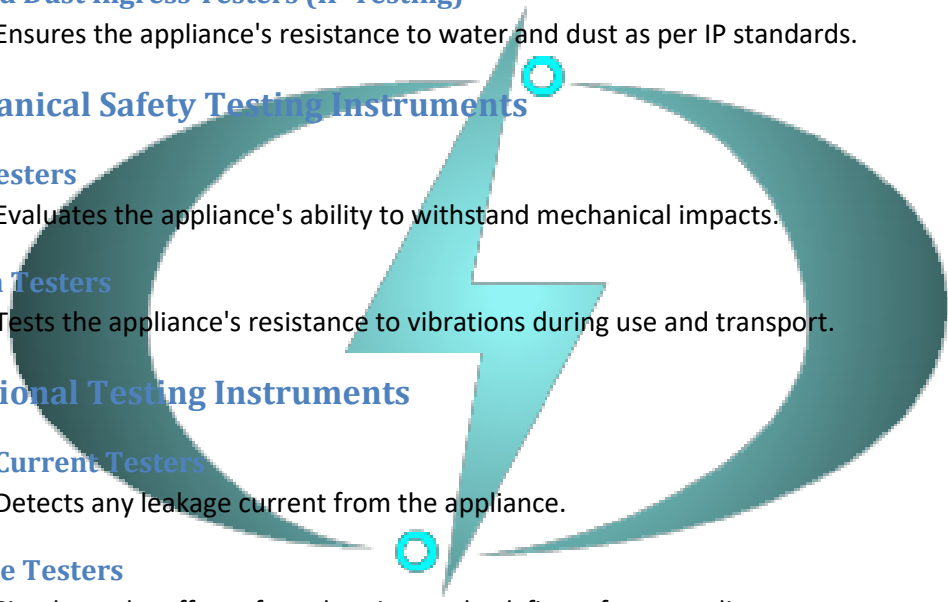 Dust Ingress Testers (IP Testing)
Ensures the appliance's resistance to water and dust as per IP standards.
anical Safety Testing Instruments
esters
Evaluates the appliance's ability to withstand mechanical impacts.
Testers
Tests the appliance's resistance to vibrations during use and transport.
ional Testing Instruments
Current Testers
Detects any leakage current from the appliance.
e Testers